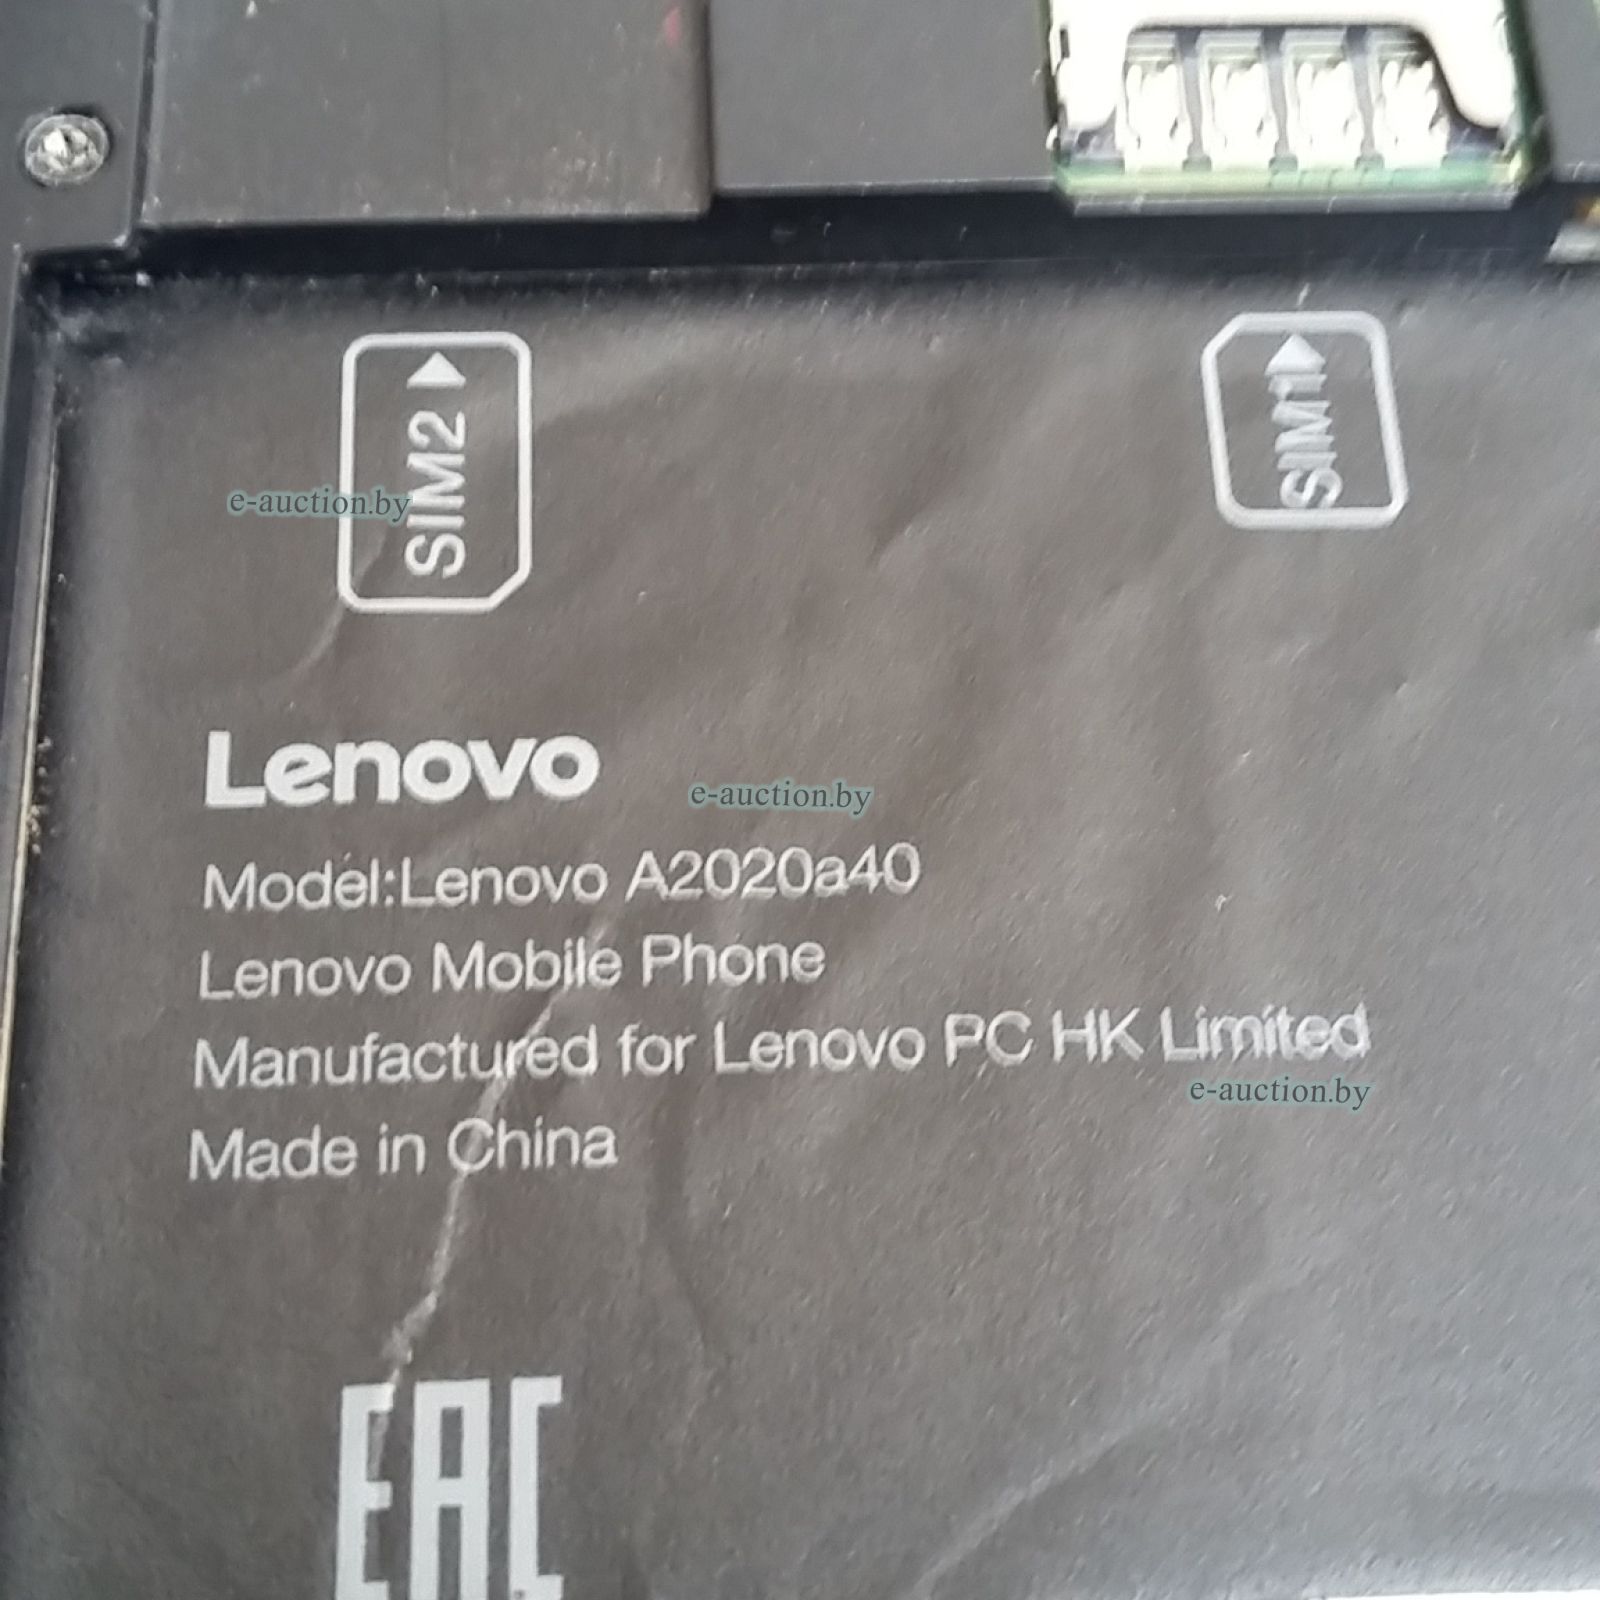 SIM2
SIM1
e-auction.by
Lenovo
e-auction.by
Model:Lenovo A2020a40
Lenovo Mobile Phone
Manufactured for Lenovo PC HK Limited
e-auction.by
Made in China
EAC